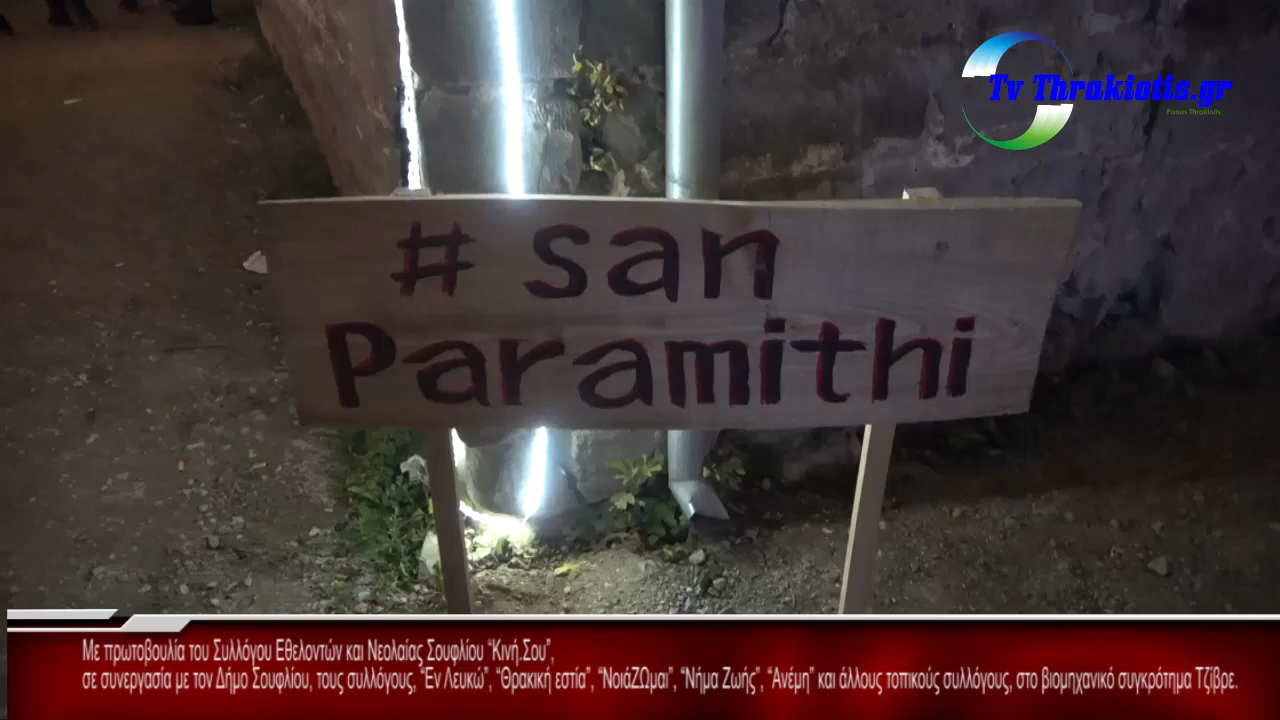 Tv Thrakiotis.gr
Panos Thrakiotis
# san
Paramithi
Με πρωτοβουλία του Συλλόγου Εθελοντών και Νεολαίας Σουφλίου “Κινή.Σου”,
σε συνεργασία με τον Δήμο Σουφλίου, τους συλλόγους, “Εν Λευκώ”, “Θρακική εστία”, “ΝοιάΖΩμαι”, “Νήμα Ζωής”, “Ανέμη” και άλλους τοπικούς συλλόγους, στο βιομηχανικό συγκρότημα Τζίβρε.